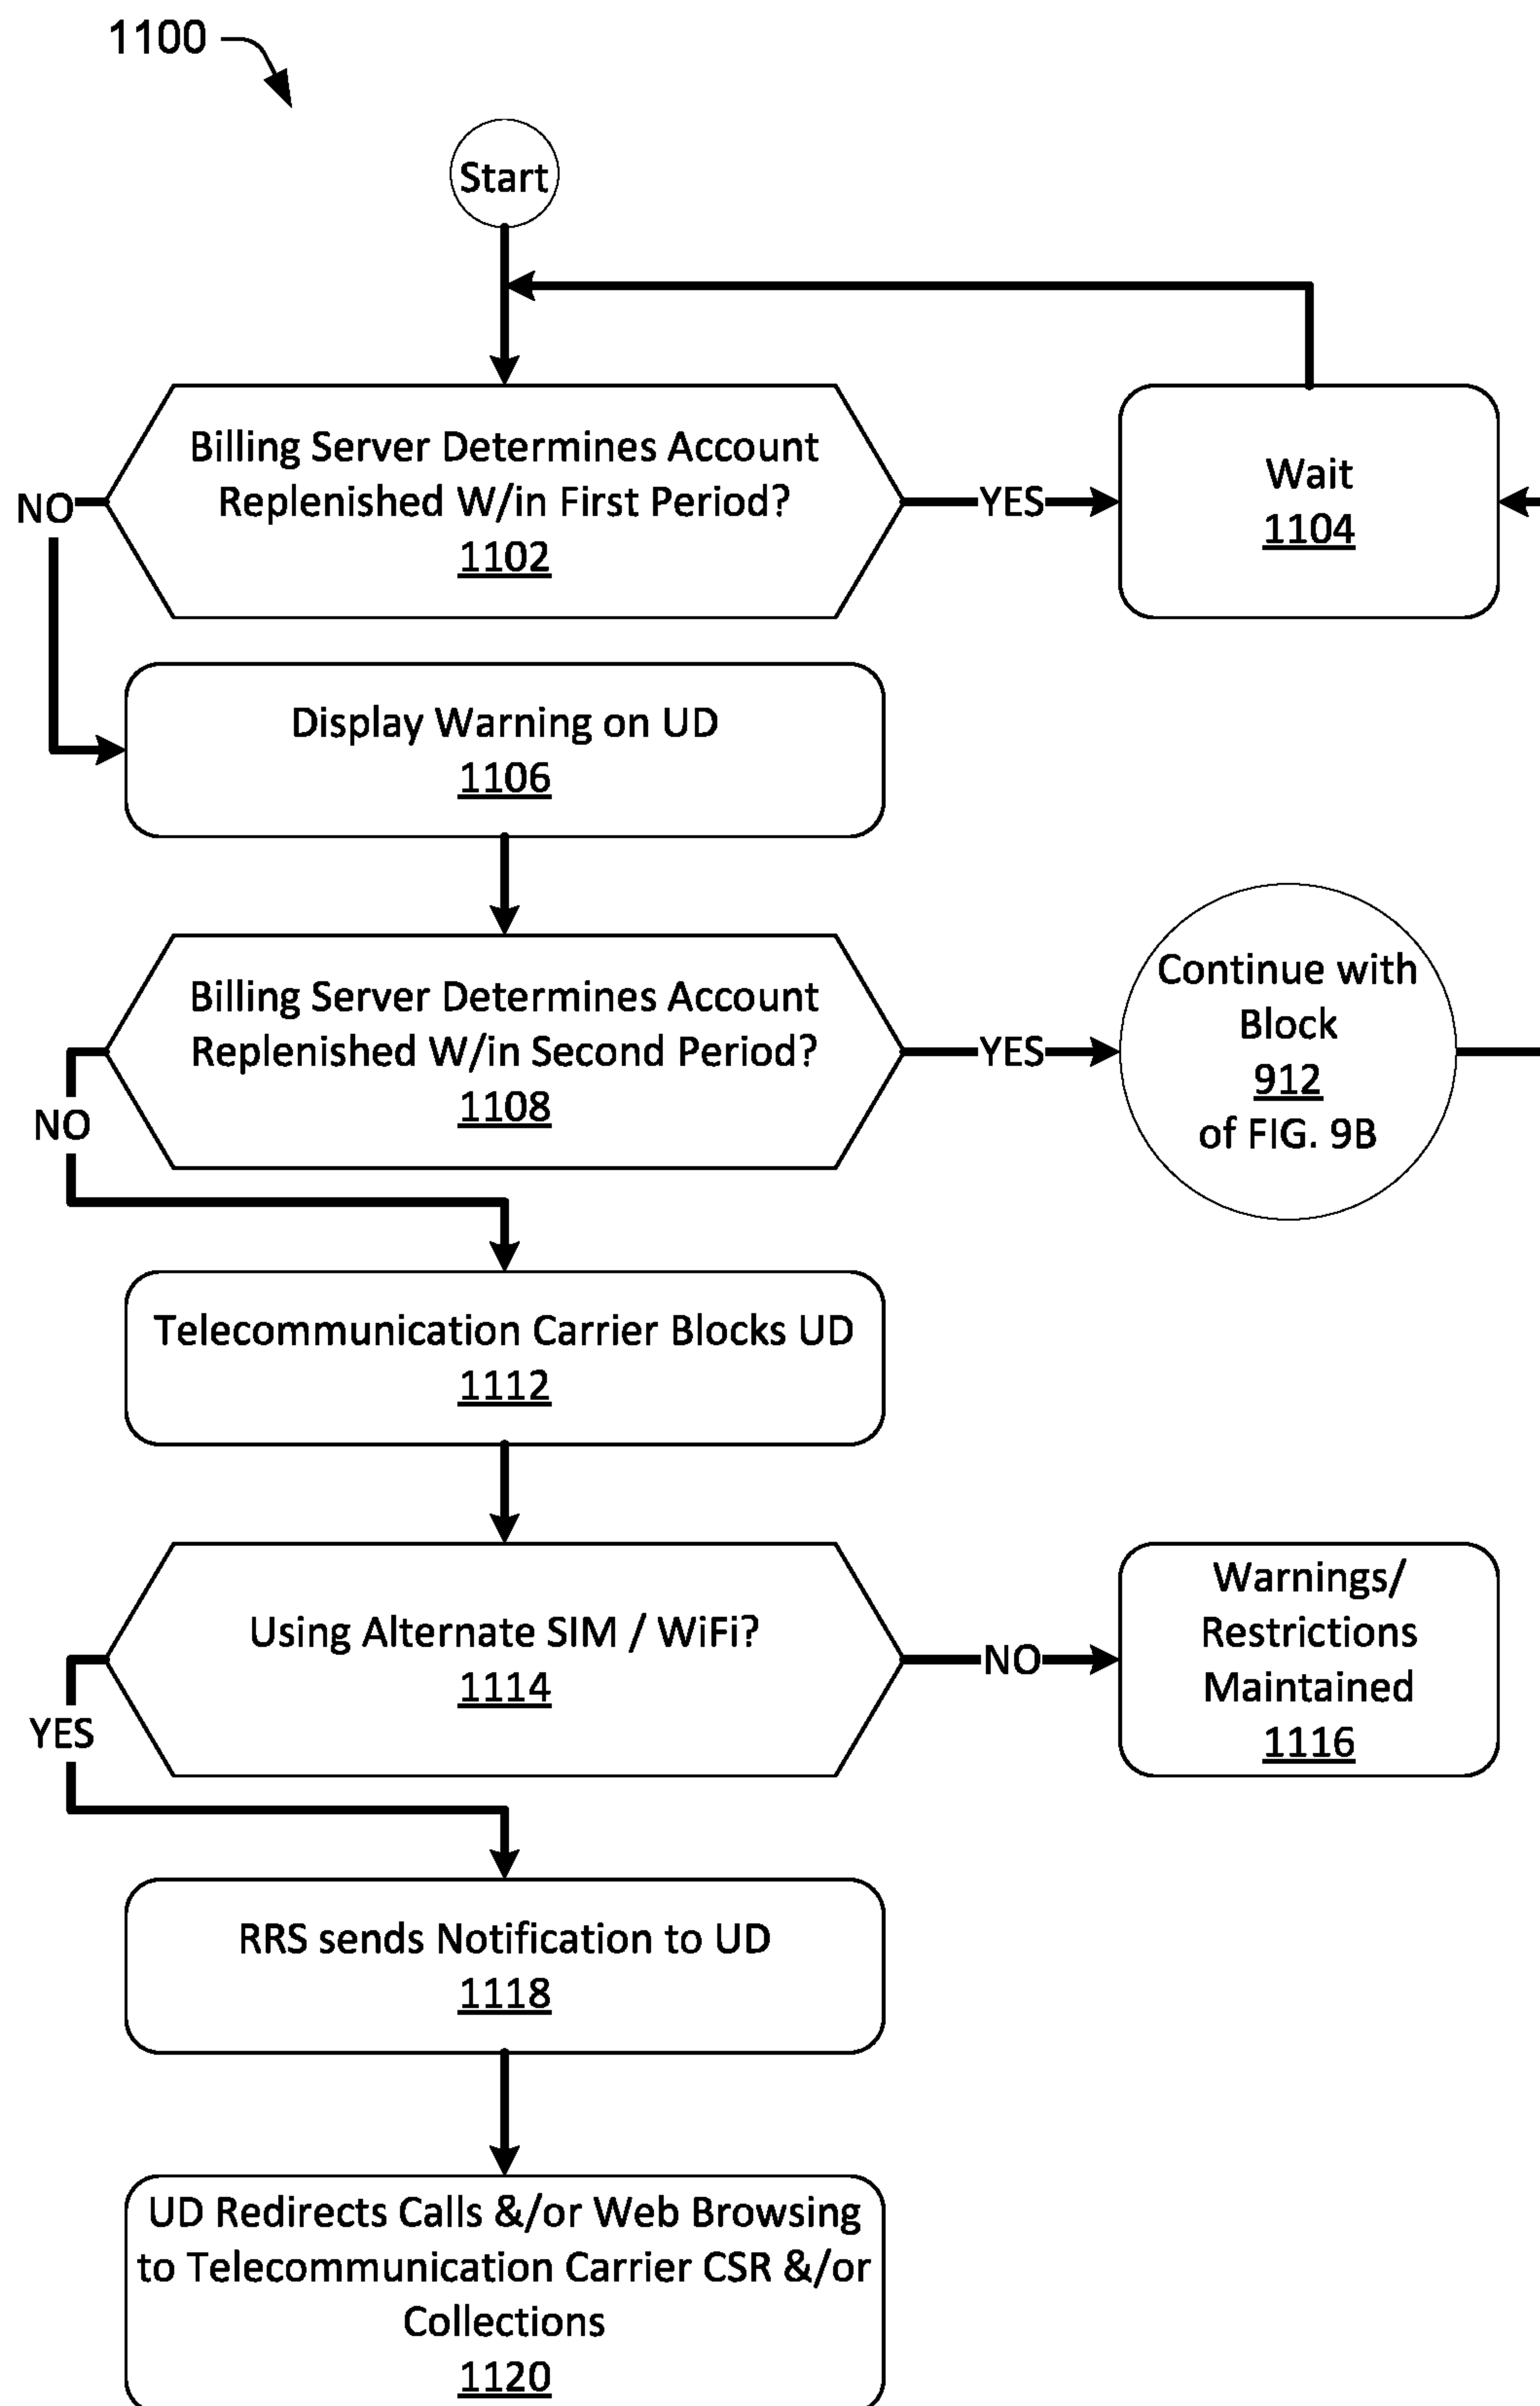 1100
Start
Billing Server Determines Account
Replenished W/in First Period?
1102
YES
Wait
1104
NO
Display Warning on UD
1106
Billing Server Determines Account
Replenished W/in Second Period?
1108
YES
Continue with
Block
912
of FIG. 9B
NO
Telecommunication Carrier Blocks UD
1112
Using Alternate SIM / WiFi?
1114
NO
Warnings/
Restrictions
Maintained
1116
YES
RRS sends Notification to UD
1118
UD Redirects Calls &/or Web Browsing
to Telecommunication Carrier CSR &/or
Collections
1120